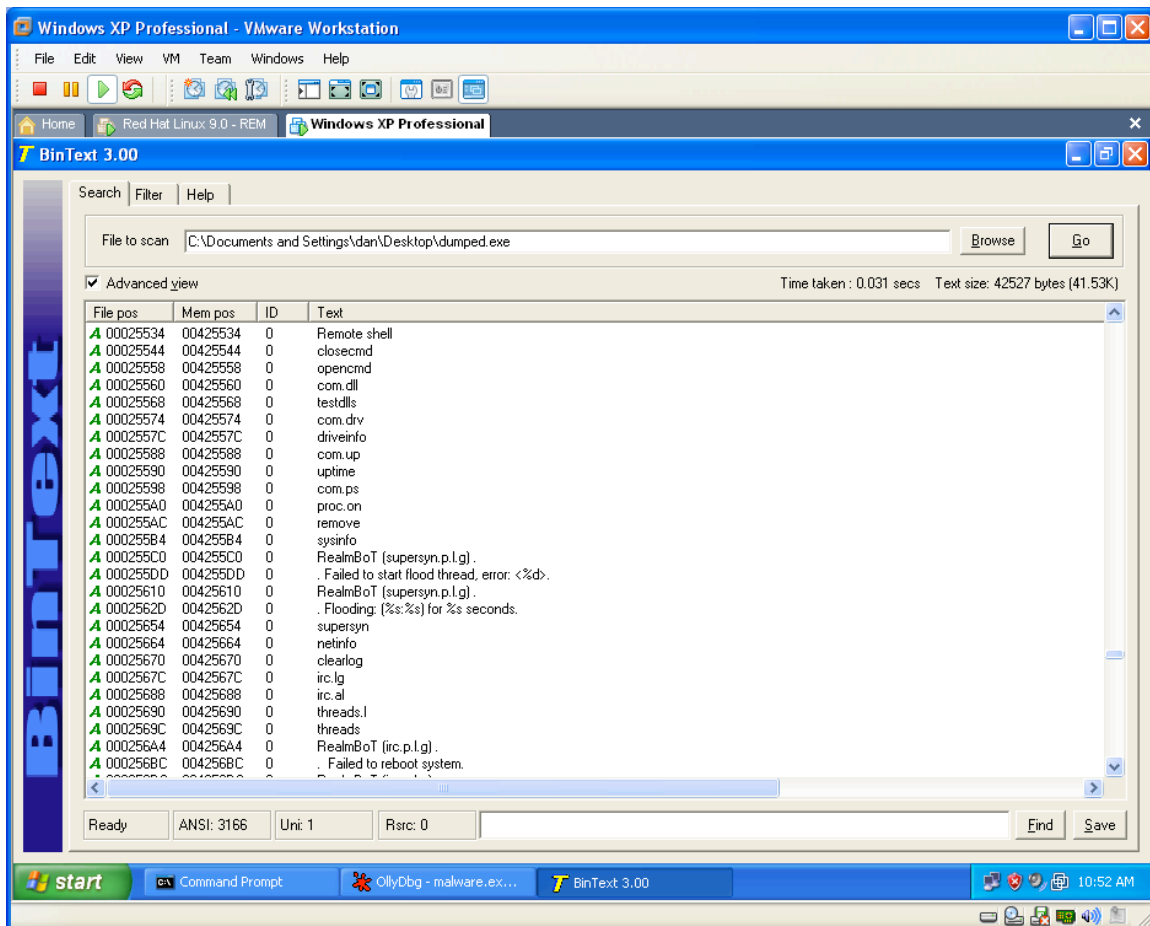 Windows XP Professional - VMware Workstation
File Edit View VM Team Windows Help
Home Red Hat Linux 9.0 - REM Windows XP Professional
BinText 3.00
Search Filter Help
File to scan C:\Documents and Settings\dan\Desktop\dumped.exe Browse Go
Advanced view Time taken : 0.031 secs Text size: 42527 bytes (41.53K)
File pos Mem pos ID Text
A 00025534 00425534 0 Remote shell
A 00025544 00425544 0 closecmd
A 00025558 00425558 0 opencmd
A 00025560 00425560 0 com.dll
A 00025568 00425568 0 testdlls
A 00025574 00425574 0 com.drv
A 0002557C 0042557C 0 driveinfo
A 00025588 00425588 0 com.up
A 00025590 00425590 0 uptime
A 00025598 00425598 0 com.ps
A 000255A0 004255A0 0 proc.on
A 000255AC 004255AC 0 remove
A 000255B4 004255B4 0 sysinfo
A 000255C0 004255C0 0 RealmBoT (supersyn.p.l.g) .
A 000255DD 004255DD 0 . Failed to start flood thread, error: <%d>.
A 00025610 00425610 0 RealmBoT (supersyn.p.l.g) .
A 0002562D 0042562D 0 . Flooding: (%s:%s) for %s seconds.
A 00025654 00425654 0 supersyn
A 00025664 00425664 0 netinfo
A 00025670 00425670 0 clearlog
A 0002567C 0042567C 0 irc.lg
A 00025688 00425688 0 irc.al
A 00025690 00425690 0 threads.l
A 0002569C 0042569C 0 threads
A 000256A4 004256A4 0 RealmBoT (irc.p.l.g) .
A 000256BC 004256BC 0 . Failed to reboot system.
BinText
Ready ANSI: 3166 Uni: 1 Rsrc: 0 Find Save
start Command Prompt OllyDbg - malware.ex... BinText 3.00 10:52 AM